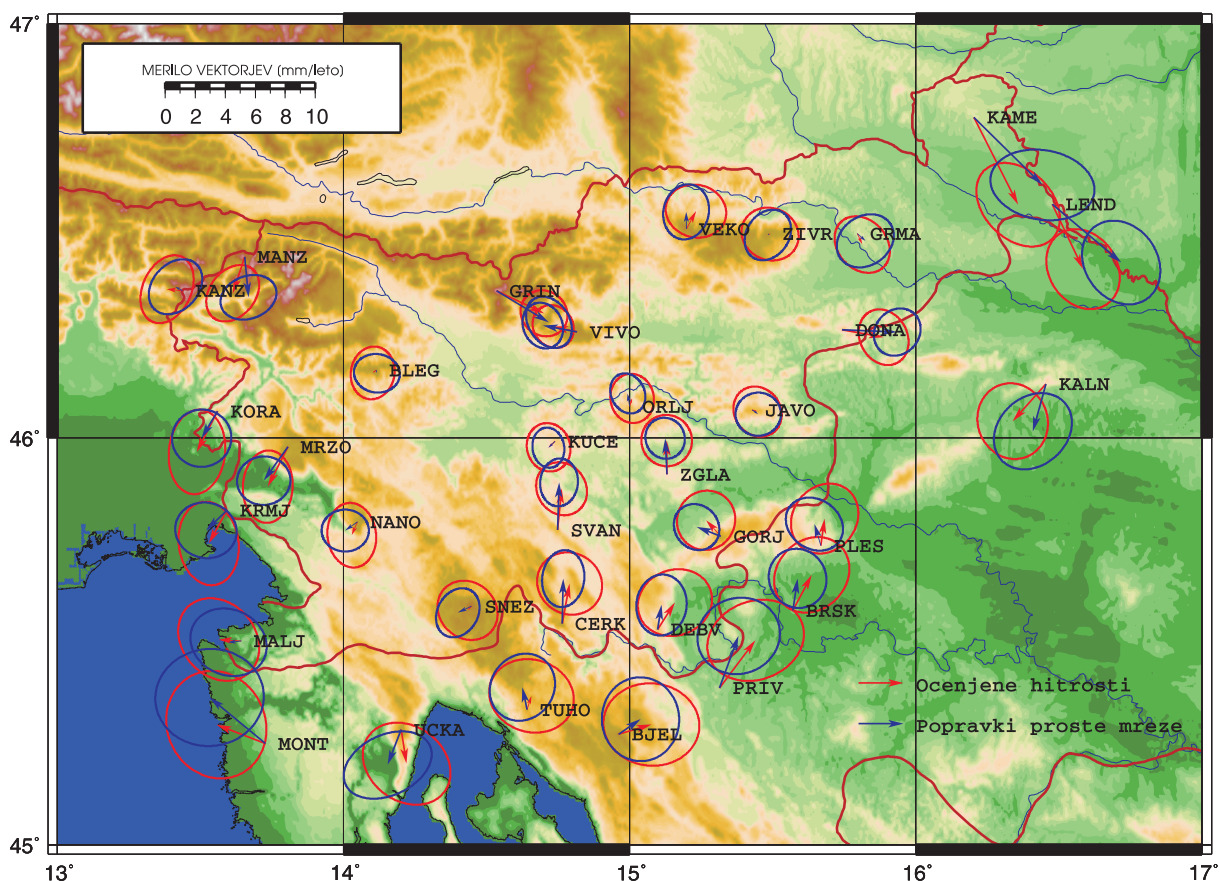 47°
MERILO VEKTORJEV (mm/leto)
0 2 4 6 8 10
KAME
LEND
VEKO
ZIVR
GRMA
MANZ
KANZ
GRIN
VIVO
DONA
BLEG
KALN
ORLJ
JAVO
KORA
46°
KUCE
MRZO
ZGLA
KRMJ
NANO
SVAN
GORJ
PLES
SNEZ
CERK
DEBV
BRSK
MALJ
PRIV
Ocenjene hitrosti
TUHO
Popravki proste mreze
UCKA
BJEL
MONT
45°
13° 14° 15° 16° 17°